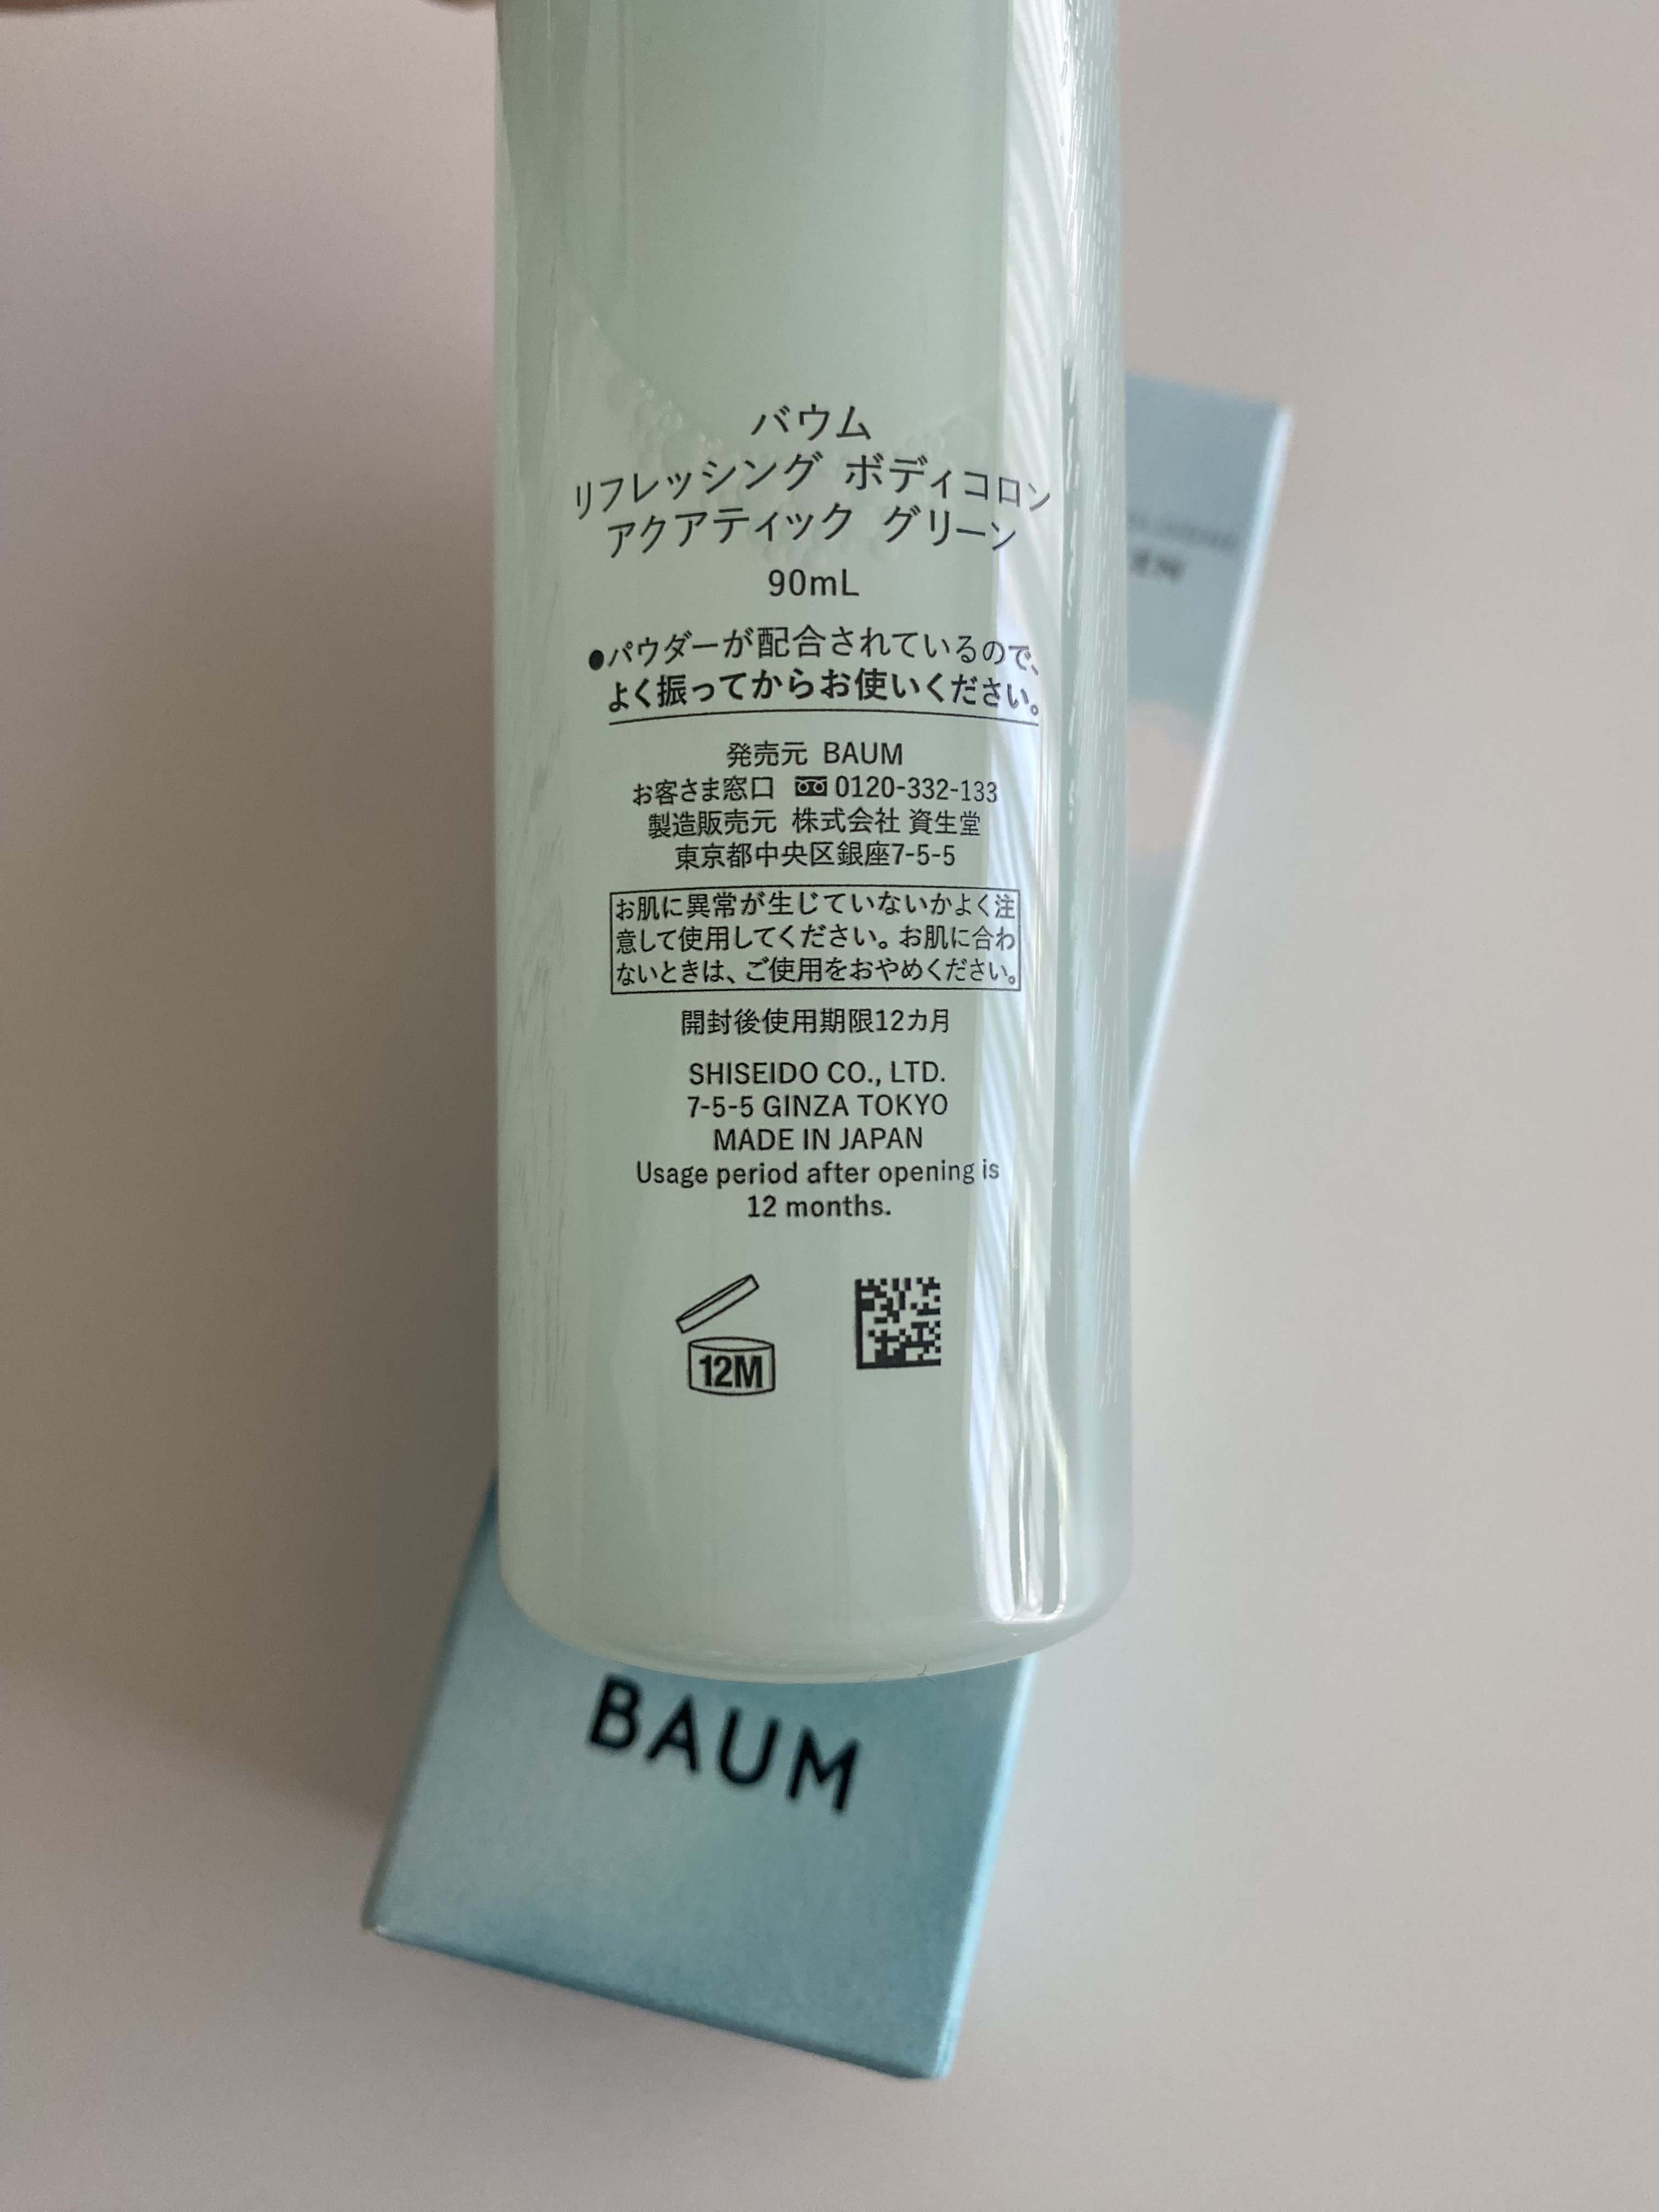 バウム
リフレッシング ボディコロン
アクアティック グリーン
90mL
●パウダーが配合されているので、
よく振ってからお使いください。
発売元 BAUM
お客さま窓口 0120-332-133
製造販売元 株式会社 資生堂
東京都中央区銀座7-5-5
お肌に異常が生じていないかよく注
意して使用してください。お肌に合わ
ないときは、ご使用をおやめください。
開封後使用期限12カ月
SHISEIDO CO., LTD.
7-5-5 GINZA TOKYO
MADE IN JAPAN
Usage period after opening is
12 months.
12M
BAUM